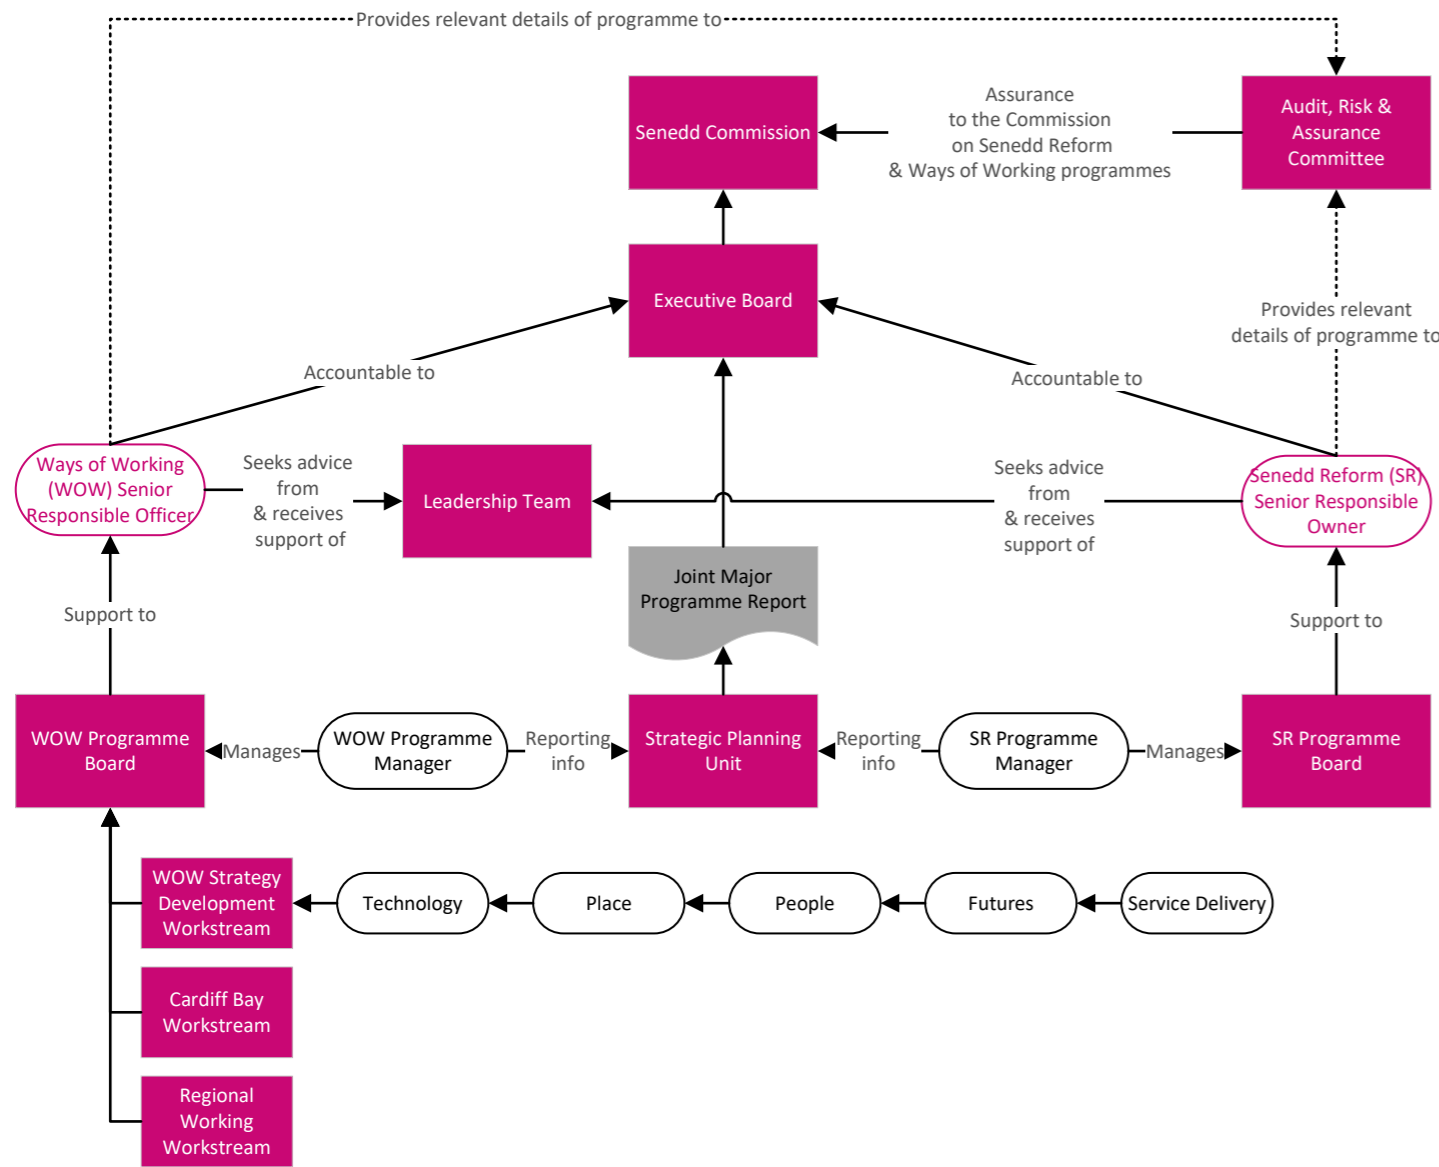 Provides relevant details of programme to
Senedd Commission
Assurance
to the Commission
on Senedd Reform
& Ways of Working programmes
Audit, Risk &
Assurance
Committee
Executive Board
Provides relevant
details of programme to
Accountable to
Accountable to
Ways of Working
(WOW) Senior
Responsible Officer
Seeks advice
from
& receives
support of
Leadership Team
Seeks advice
from
& receives
support of
Senedd Reform (SR)
Senior Responsible
Owner
Joint Major
Programme Report
Support to
Support to
WOW Programme
Board
Manages
WOW Programme
Manager
Reporting
info
Strategic Planning
Unit
Reporting
info
SR Programme
Manager
Manages
SR Programme
Board
WOW Strategy
Development
Workstream
Technology
Place
People
Futures
Service Delivery
Cardiff Bay
Workstream
Regional
Working
Workstream